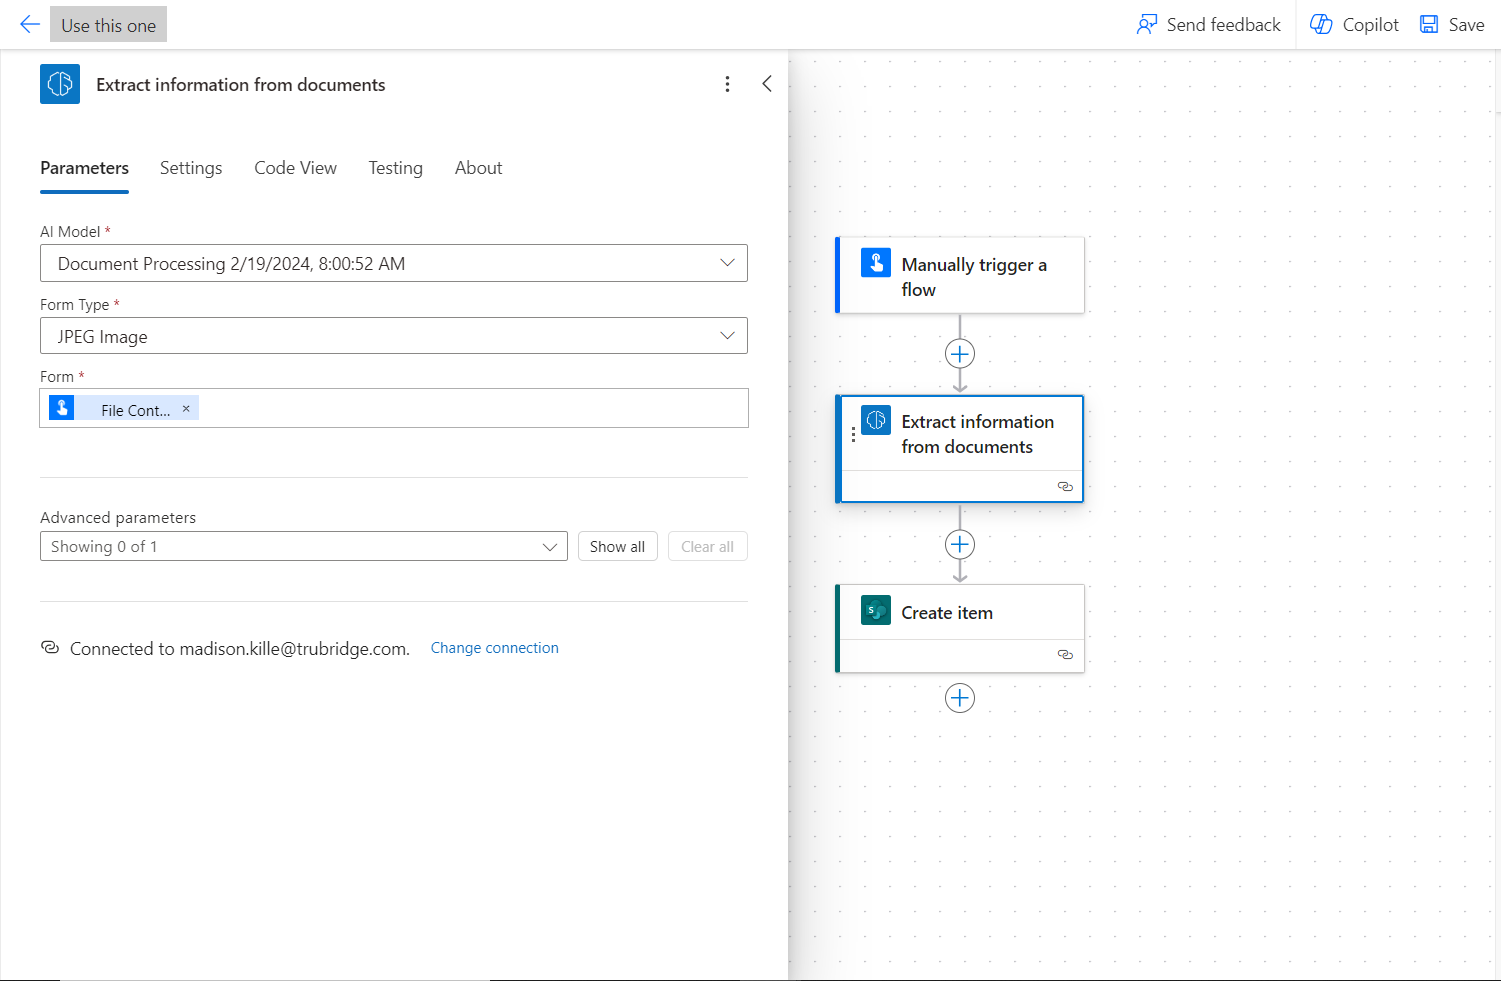 Use this one
Send feedback
Copilot
Save
Extract information from documents
Parameters
Settings
Code View
Testing
About
AI Model *
Document Processing 2/19/2024, 8:00:52 AM
Form Type *
JPEG Image
Form *
File Cont... ×
Advanced parameters
Showing 0 of 1
Show all
Clear all
Connected to madison.kille@trubridge.com.
Change connection
Manually trigger a
flow
Extract information
from documents
S
Create item